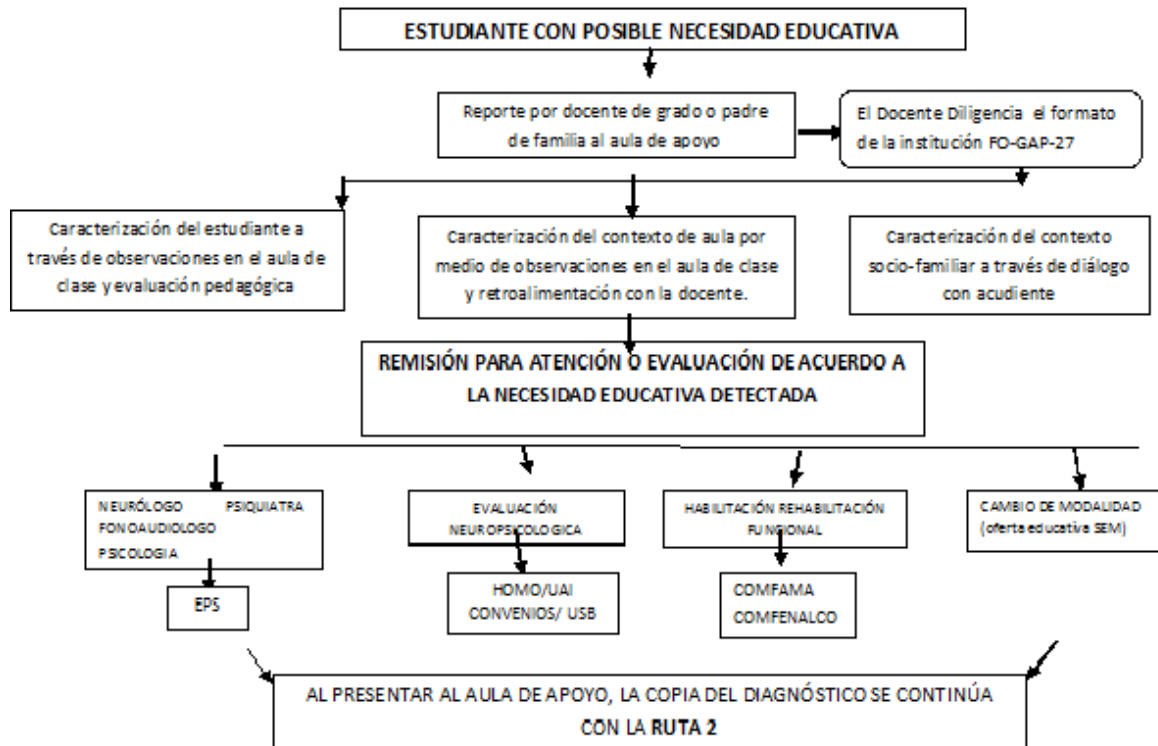 ESTUDIANTE CON POSIBLE NECESIDAD EDUCATIVA
Reporte por docente de grado o padre
de familia al aula de apoyo
El Docente Diligencia el formato
de la institución FO-GAP-27
Caracterización del estudiante a
través de observaciones en el aula de
clase y evaluación pedagógica
Caracterización del contexto de aula por
medio de observaciones en el aula de clase
y retroalimentación con la docente.
Caracterización del contexto
socio-familiar a través de diálogo
con acudiente
REMISIÓN PARA ATENCIÓN O EVALUACIÓN DE ACUERDO A
LA NECESIDAD EDUCATIVA DETECTADA
NEURÓLOGO PSIQUIATRA
FONOAUDIOLOGO
PSICOLOGIA
EVALUACIÓN
NEUROPSICOLOGICA
HABILITACIÓN REHABILITACIÓN
FUNCIONAL
CAMBIO DE MODALIDAD
(oferta educativa SEM)
EPS
HOMO/UAI
CONVENIOS/ USB
COMFAMA
COMFENALCO
AL PRESENTAR AL AULA DE APOYO, LA COPIA DEL DIAGNÓSTICO SE CONTINÚA
CON LA RUTA 2